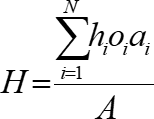 H = \frac{\sum_{i=1}^{N} h_i o_i a_i}{A}